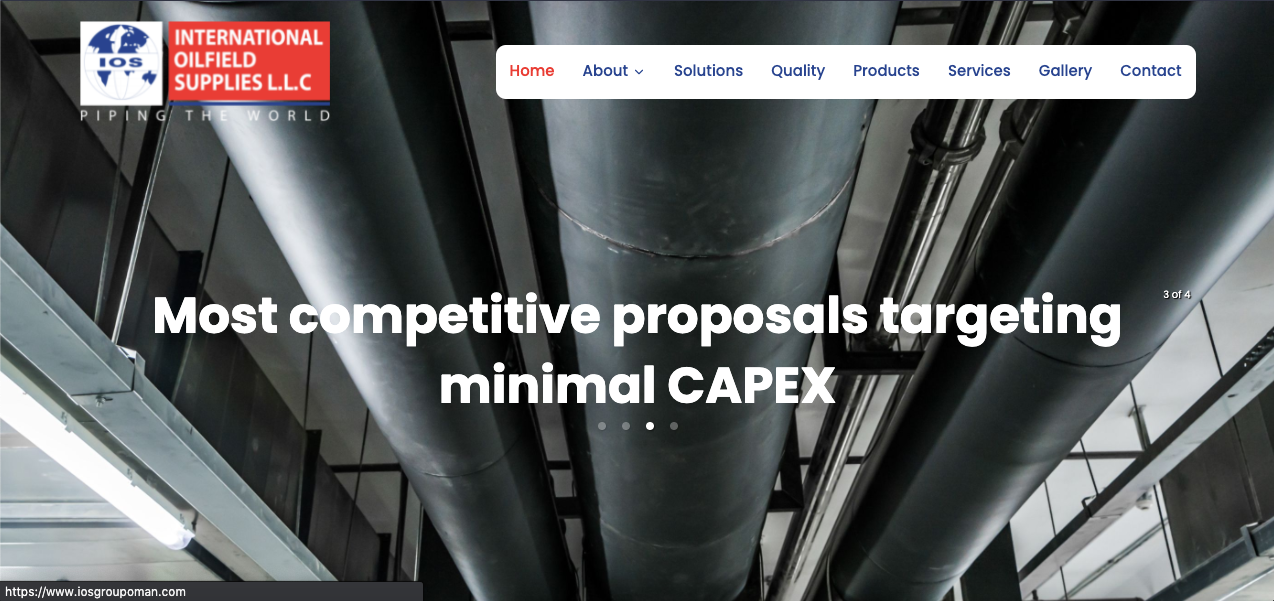 IOS
INTERNATIONAL
OILFIELD
SUPPLIES L.L.C
PIPING THE WORLD
Home About Solutions Quality Products Services Gallery Contact
3 of 4
Most competitive proposals targeting
minimal CAPEX
https://www.iosgroupoman.com